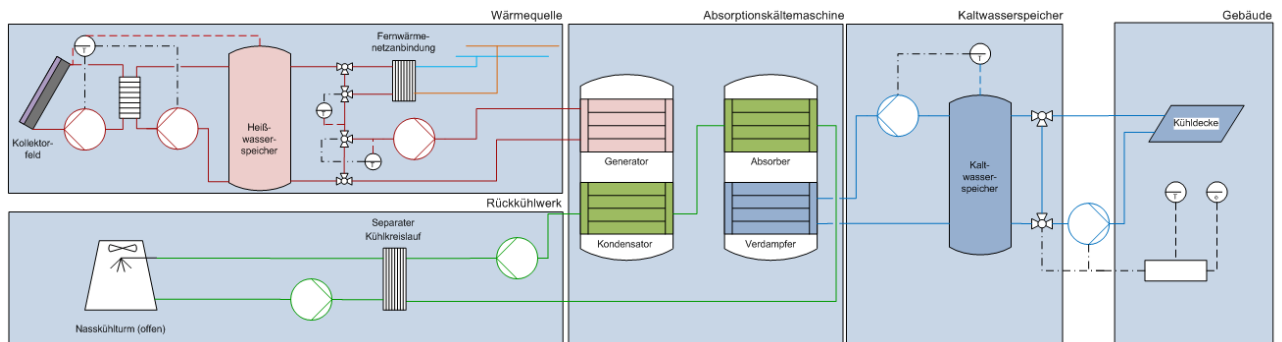 Wärmequelle
Absorptionskältemaschine
Kaltwasserspeicher
Gebäude
Fernwärme-
netzanbindung
T
Kollektor-
feld
Heiß-
wasser-
speicher
T
T
Generator
Kondensator
Absorber
Verdampfer
T
Kalt-
wasser-
speicher
Kühldecke
T
Rückkühlwerk
Separater
Kühlkreislauf
Nasskühlturm (offen)